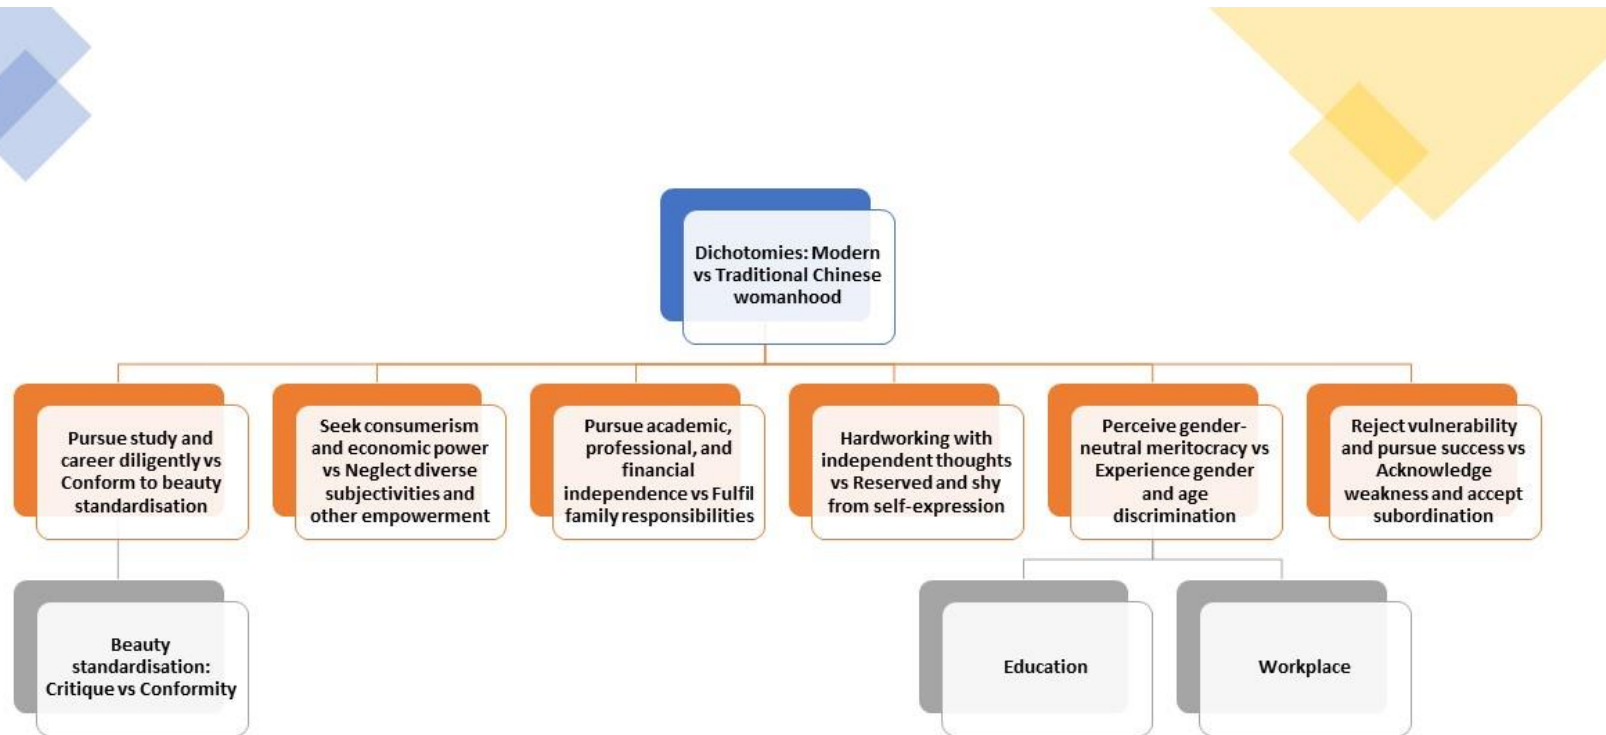 Dichotomies: Modern
vs Traditional Chinese
womanhood
Pursue study and
career diligently vs
Conform to beauty
standardisation
Seek consumerism
and economic power
vs Neglect diverse
subjectivities and
other empowerment
Pursue academic,
professional, and
financial
independence vs Fulfil
family responsibilities
Hardworking with
independent thoughts
vs Reserved and shy
from self-expression
Perceive gender-
neutral meritocracy vs
Experience gender
and age
discrimination
Reject vulnerability
and pursue success vs
Acknowledge
weakness and accept
subordination
Beauty
standardisation:
Critique vs Conformity
Education
Workplace